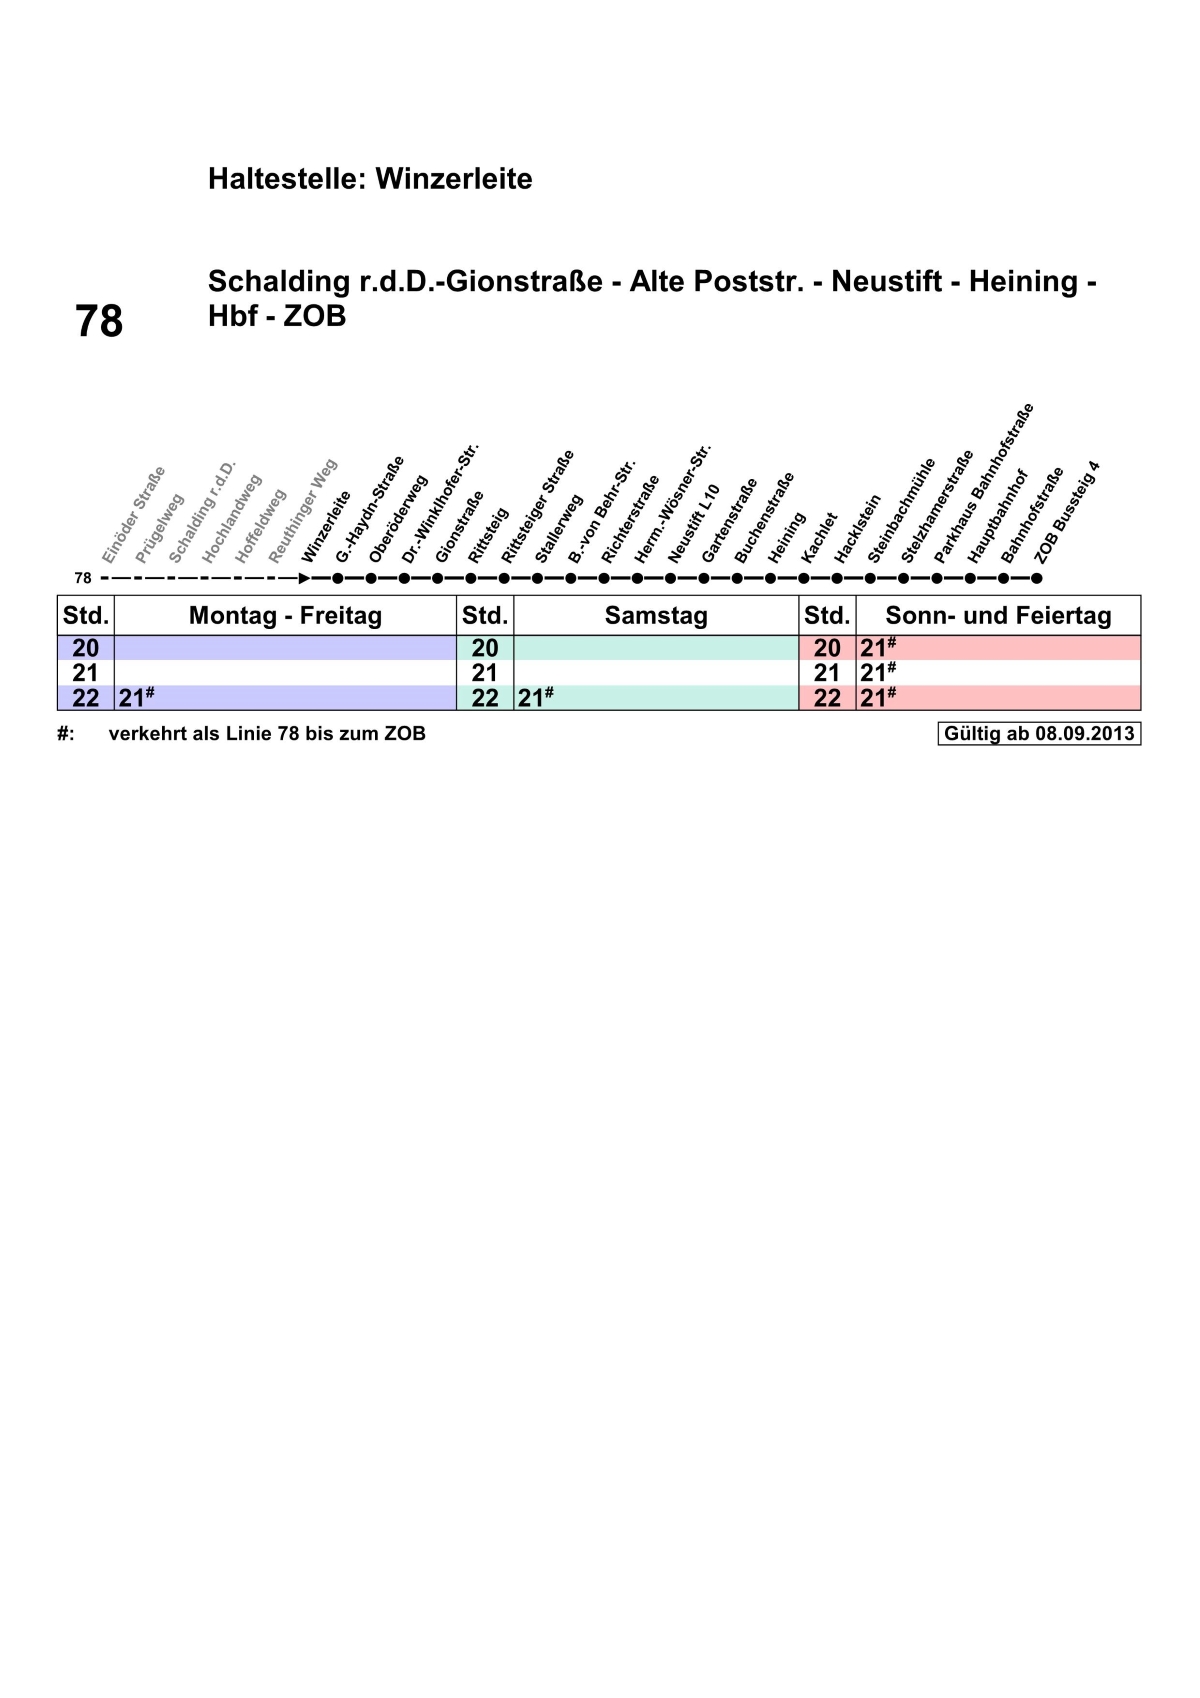 Haltestelle: Winzerleite
78
Schalding r.d.D.-Gionstraße - Alte Poststr. - Neustift - Heining -
Hbf - ZOB
Einöder Straße
Prügelweg
Schalding r.d.D.
Hochlandweg
Hoffeldweg
Reuthinger Weg
Winzerleite
G.-Haydn-Straße
Oberöderweg
Dr.-Winklhofer-Str.
Gionstraße
Rittsteig
Rittsteiger Straße
Stallerweg
B.-von Behr-Str.
Richterstraße
Herm.-Wösner-Str.
Neustift L10
Gartenstraße
Buchenstraße
Heining
Kachlet
Hacklstein
Steinbachmühle
Stelzhamerstraße
Parkhaus Bahnhofstraße
Hauptbahnhof
Bahnhofstraße
ZOB Bussteig 4
78
Std. Montag - Freitag Std. Samstag Std. Sonn- und Feiertag
20 20 20 21#
21 21 21 21#
22 21# 22 21# 22 21#
#: verkehrt als Linie 78 bis zum ZOB
Gültig ab 08.09.2013